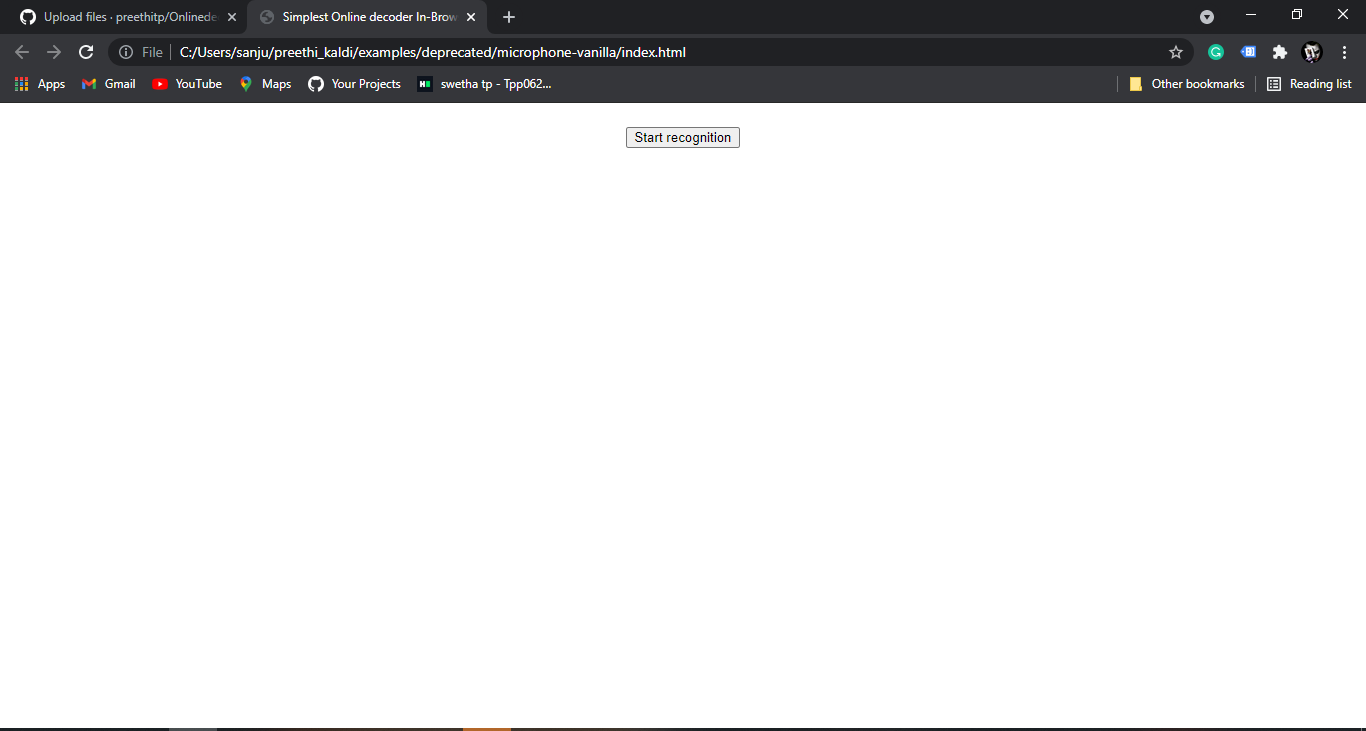 Upload files · preethitp/Onlinede
Simplest Online decoder In-Brow
File
C:/Users/sanju/preethi_kaldi/examples/deprecated/microphone-vanilla/index.html
Apps
Gmail
YouTube
Maps
Your Projects
swetha tp - Tpp062...
Other bookmarks
Reading list
Start recognition